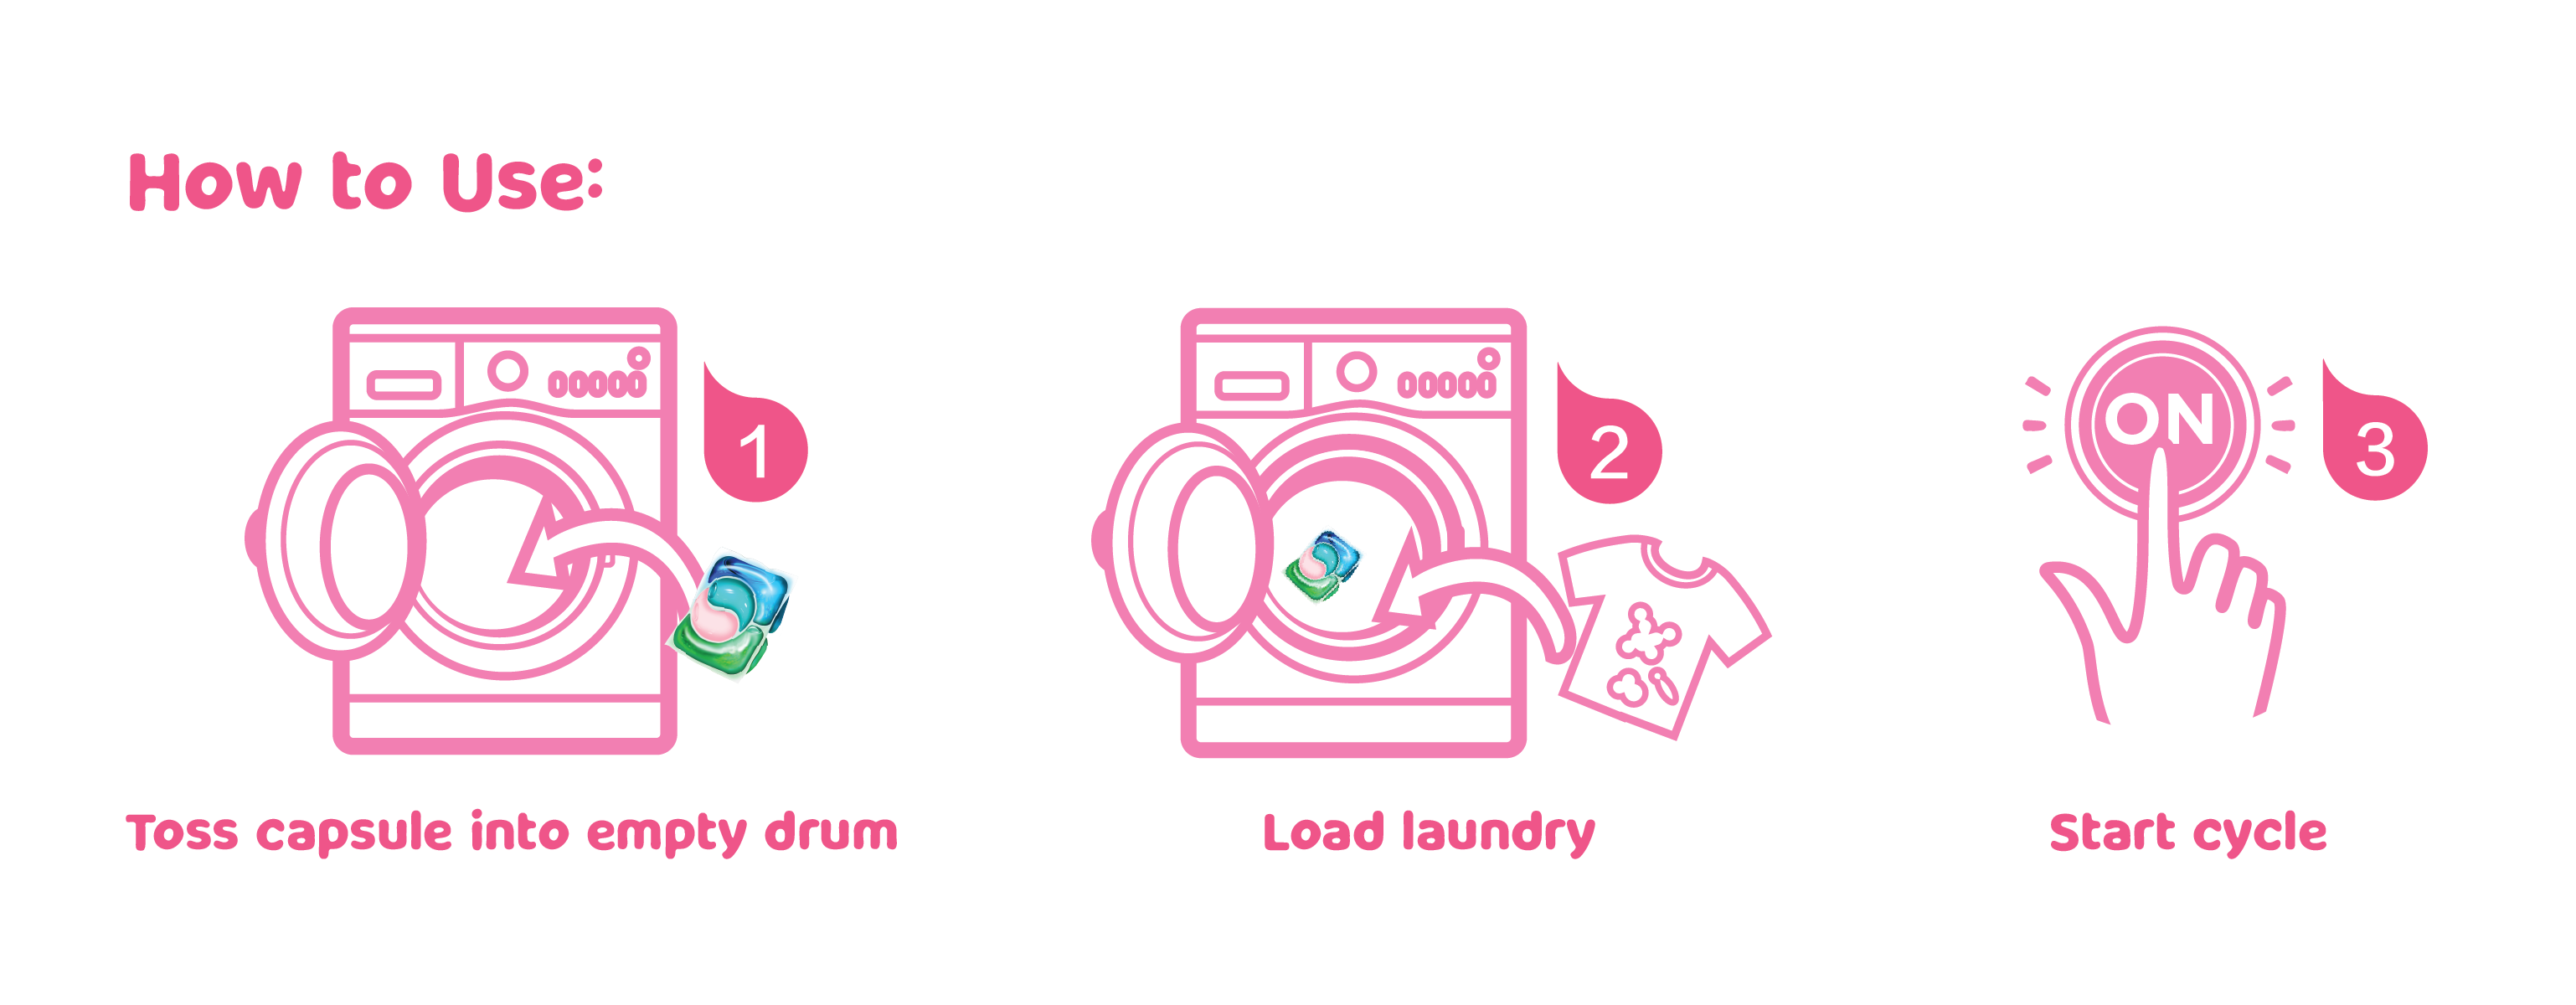 How to Use:
1
2
ON
3
Toss capsule into empty drum
Load laundry
Start cycle